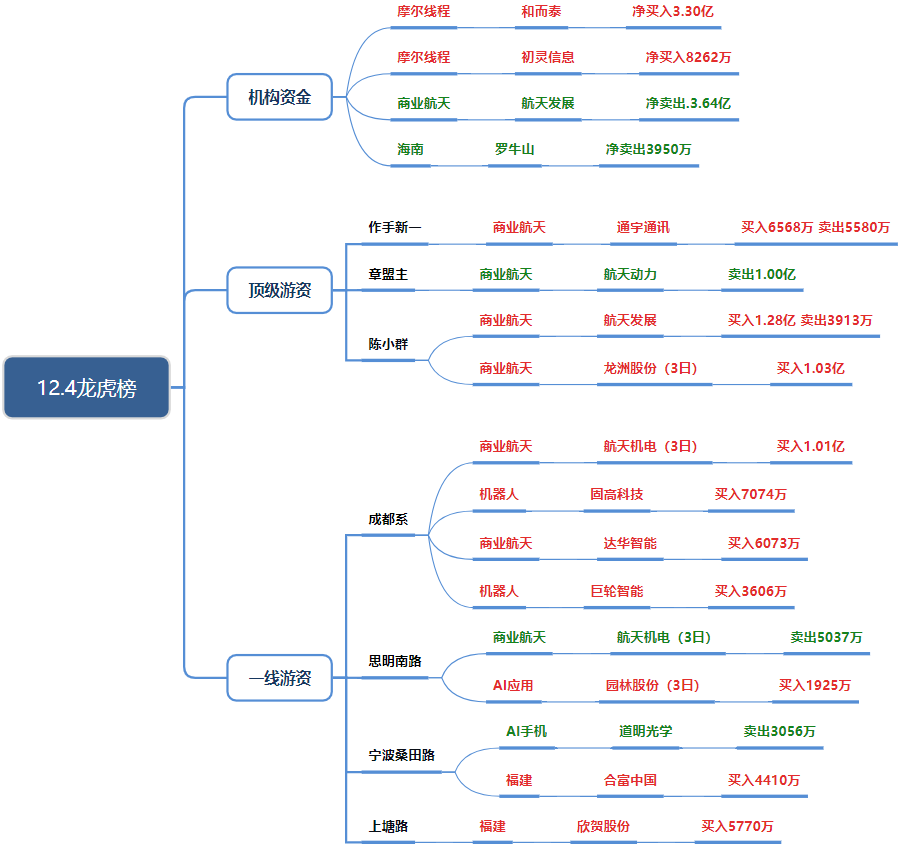 12.4龙虎榜
机构资金
摩尔线程 和而泰 净买入3.30亿
摩尔线程 初灵信息 净买入8262万
商业航天 航天发展 净卖出.3.64亿
海南 罗牛山 净卖出3950万
顶级游资
作手新一 商业航天 通宇通讯 买入6568万 卖出5580万
章盟主 商业航天 航天动力 卖出1.00亿
陈小群
商业航天 航天发展 买入1.28亿 卖出3913万
商业航天 龙洲股份（3日） 买入1.03亿
一线游资
成都系
商业航天 航天机电（3日） 买入1.01亿
机器人 固高科技 买入7074万
商业航天 达华智能 买入6073万
机器人 巨轮智能 买入3606万
思明南路
商业航天 航天机电（3日） 卖出5037万
AI应用 园林股份（3日） 买入1925万
宁波桑田路
AI手机 道明光学 卖出3056万
福建 合富中国 买入4410万
上塘路 福建 欣贺股份 买入5770万